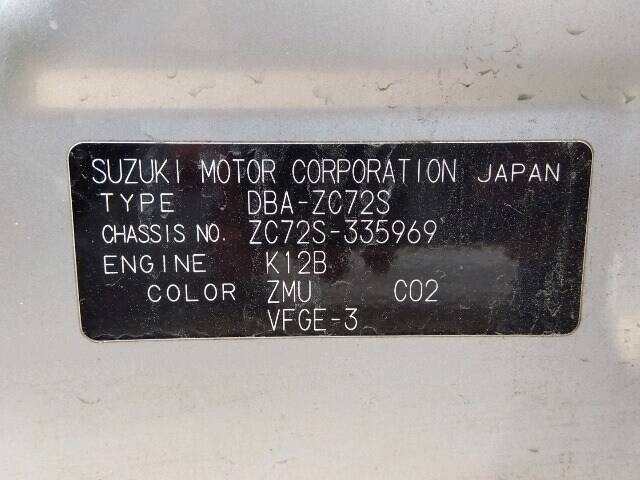 SUZUKI MOTOR CORPORATION JAPAN
TYPE DBA-ZC72S
CHASSIS NO. ZC72S-335969
ENGINE K12B
COLOR ZMU C02
VFGE-3